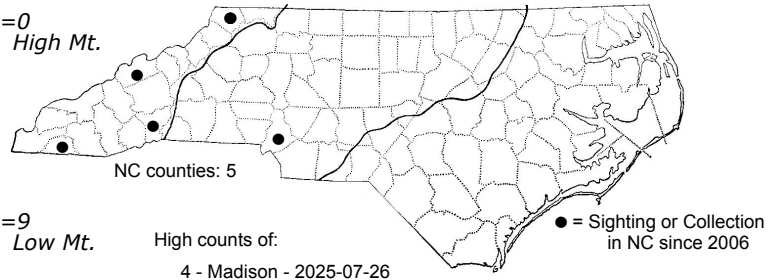 =0
High Mt.
NC counties: 5
=9
Low Mt.
High counts of:
4 - Madison - 2025-07-26
● = Sighting or Collection
in NC since 2006